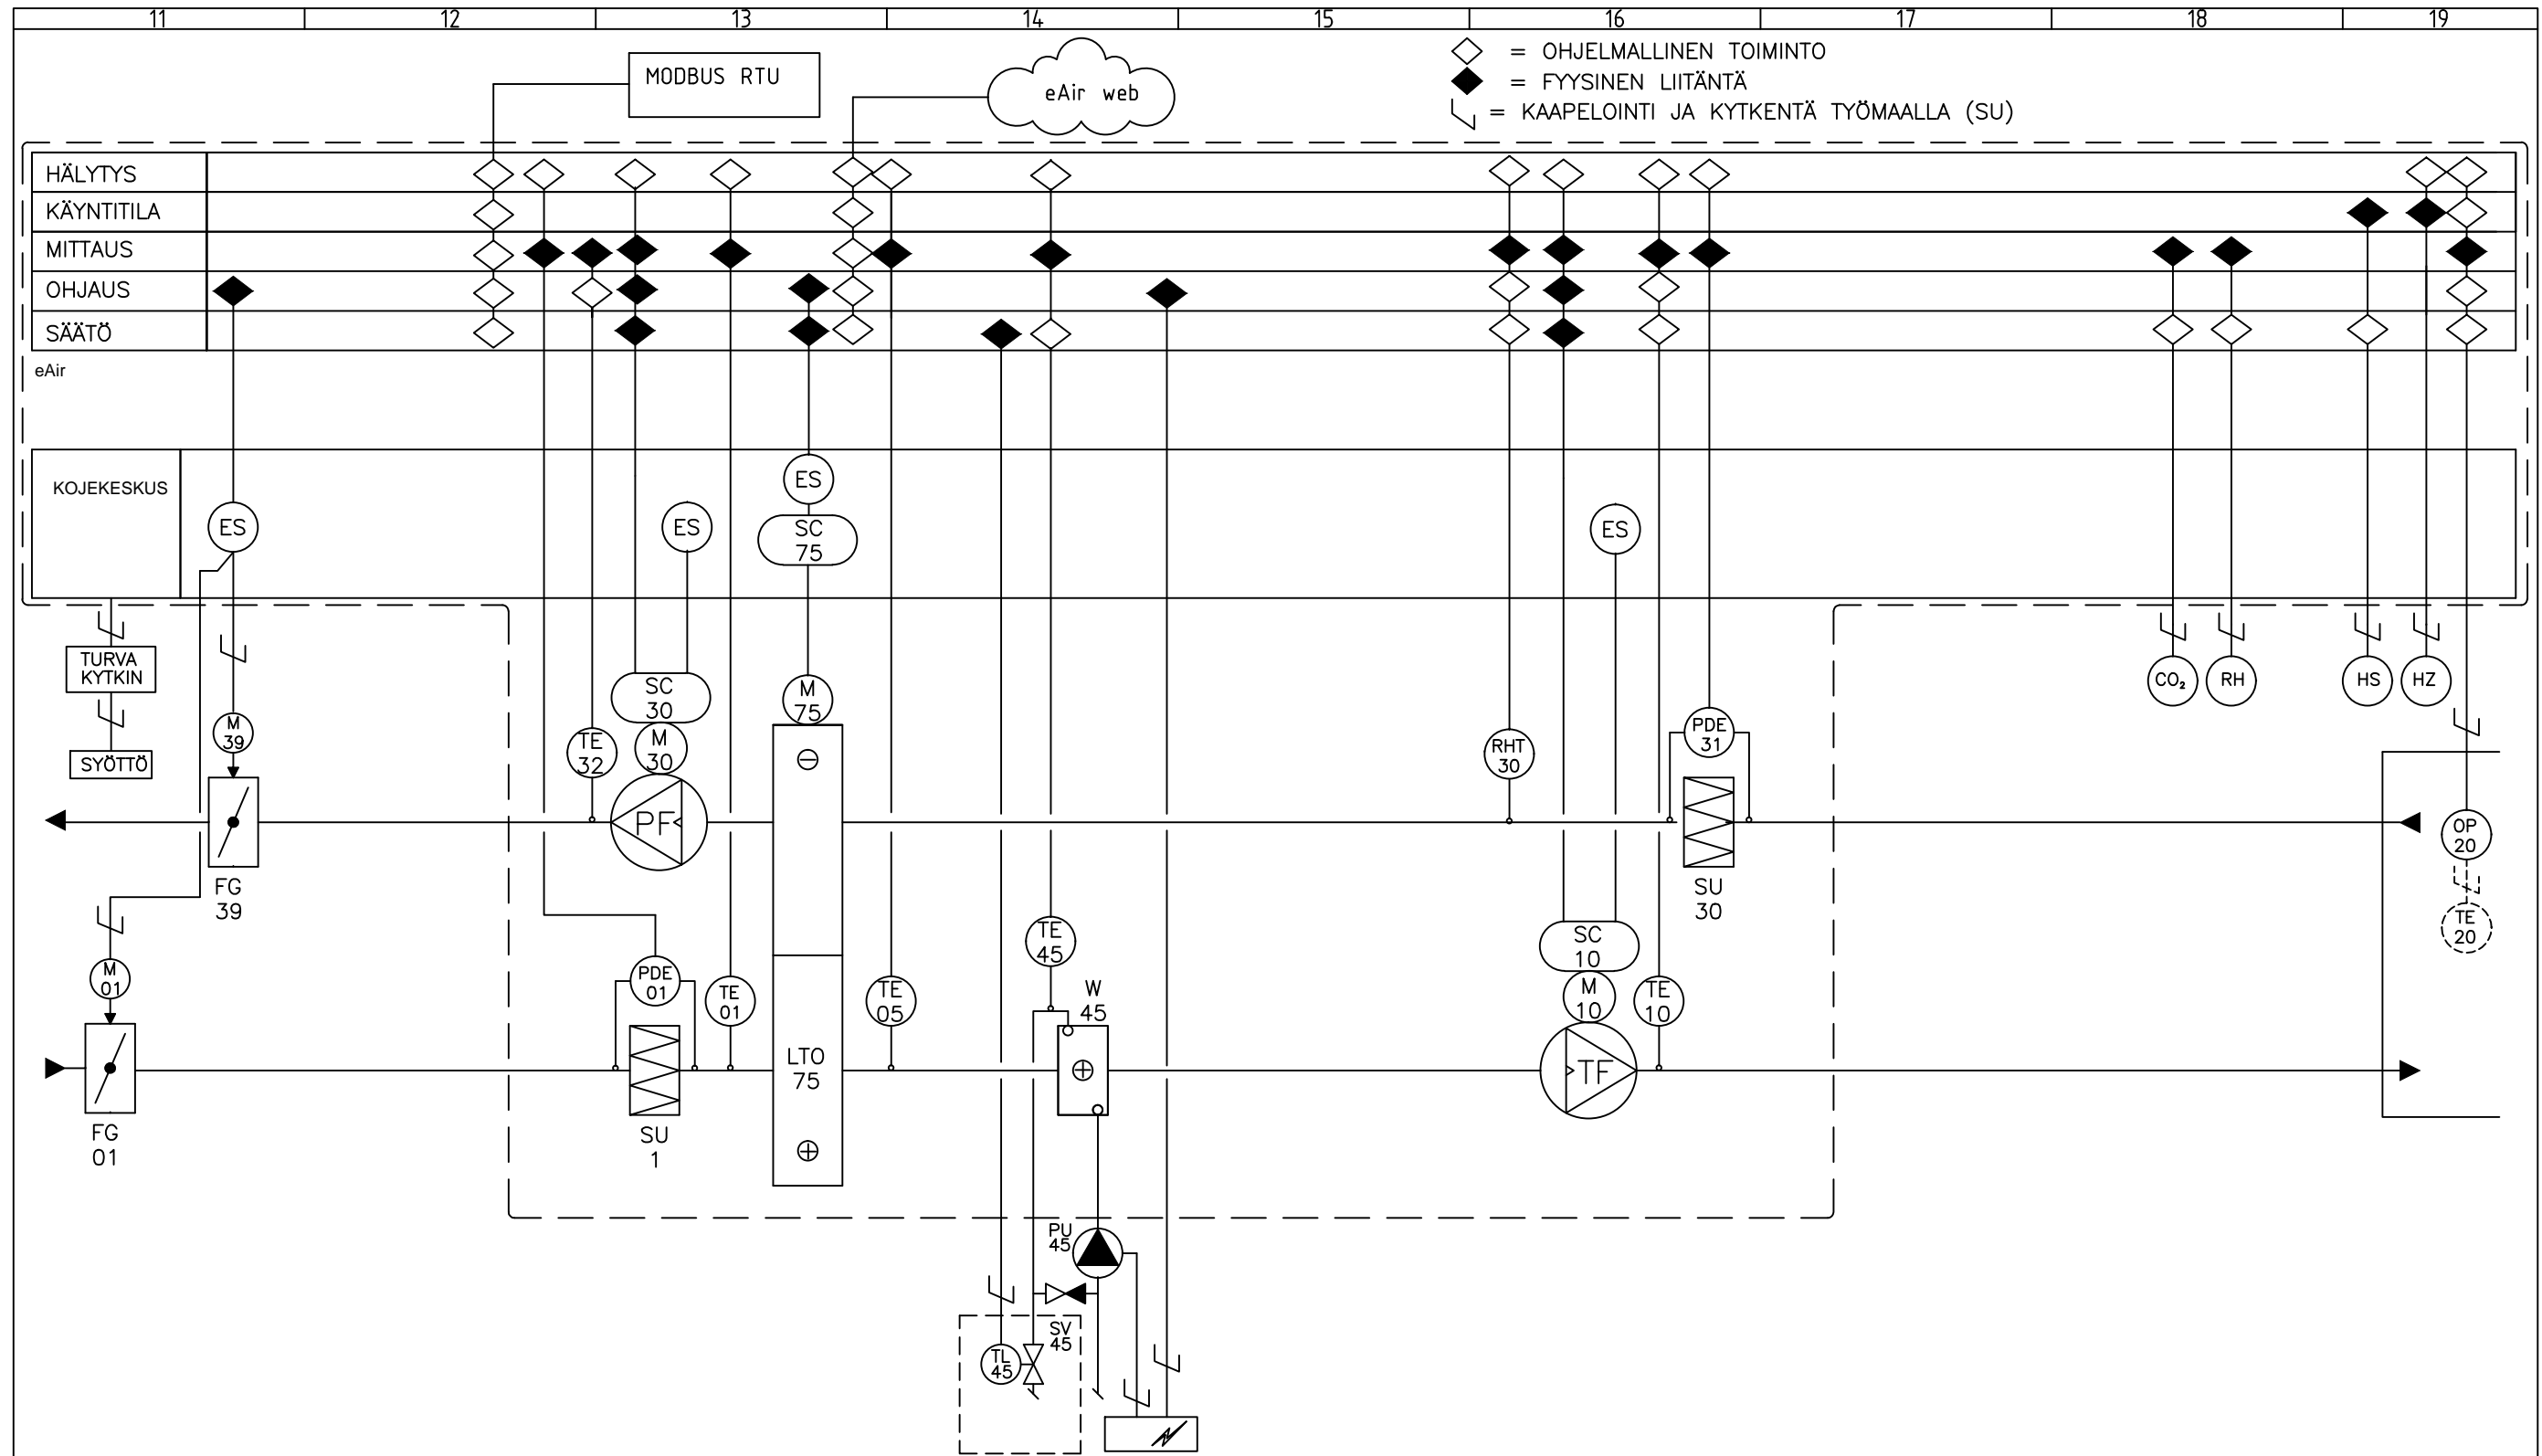 11 12 13 14 15 16 17 18 19
MODBUS RTU
eAir web
= OHJELMALLINEN TOIMINTO
= FYYSINEN LIITÄNTÄ
= KAAPELOINTI JA KYTKENTÄ TYÖMAALLA (SU)
HÄLYTYS
KÄYNTITILA
MITTAUS
OHJAUS
SÄÄTÖ
eAir
KOJEKESKUS
ES
ES
ES
SC
75
ES
TURVA
KYTKIN
SYÖTTÖ
M
39
TE
32
SC
30
M
30
M
75
RHT
30
PDE
31
CO₂
RH
HS
HZ
PF
OP
20
TE
20
FG
39
SU
30
M
01
PDE
01
TE
01
TE
05
TE
45
W
45
SC
10
M
10
TE
10
LTO
75
TF
FG
01
SU
1
PU
45
SV
45
TL
45